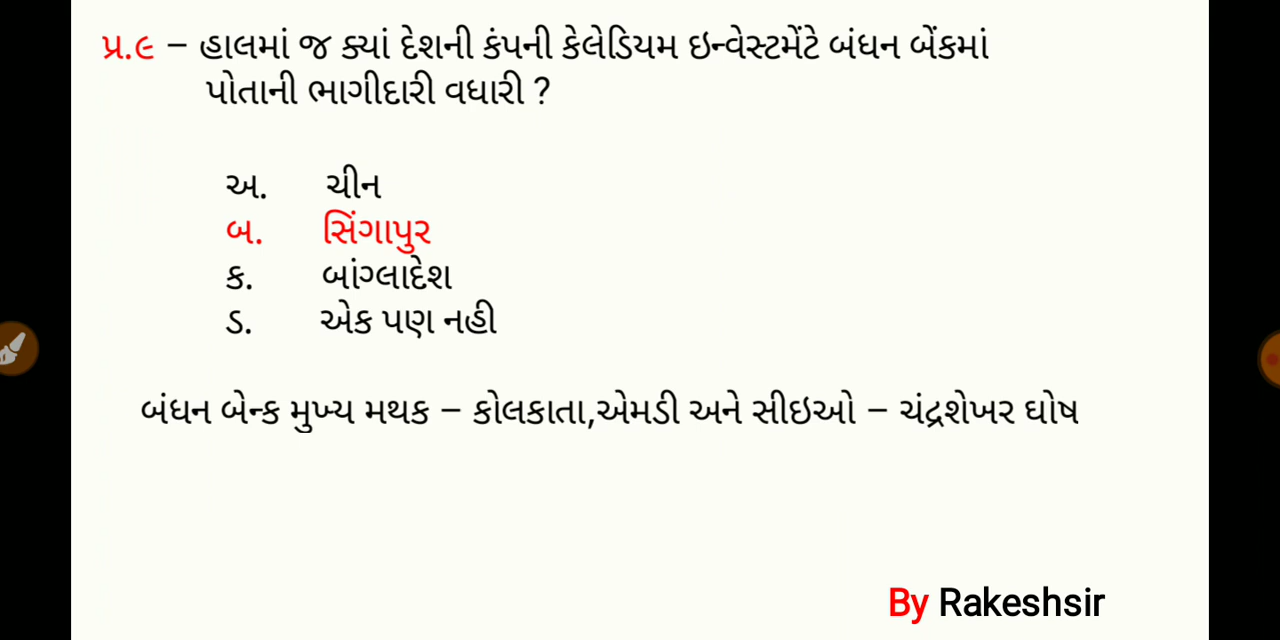 પ્ર.૯ – હાલમાં જ ક્યાં દેશની કંપની કેલેડિયમ ઇન્વેસ્ટમેંટે બંધન બેંકમાં
પોતાની ભાગીદારી વધારી ?
અ. ચીન
બ. સિંગાપુર
ક. બાંગ્લાદેશ
ડ. એક પણ નહી
બંધન બેન્ક મુખ્ય મથક – કોલકાતા,એમડી અને સીઇઓ – ચંદ્રશેખર ઘોષ
By Rakeshsir